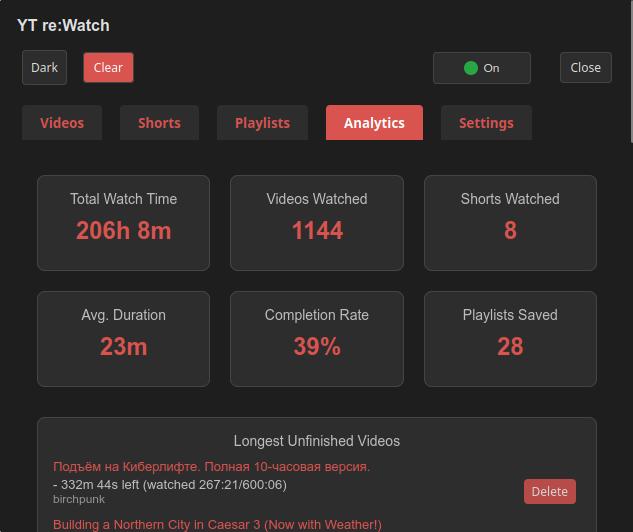 YT re:Watch
Dark Clear On Close
Videos Shorts Playlists Analytics Settings
Total Watch Time Videos Watched Shorts Watched
206h 8m 1144 8
Avg. Duration Completion Rate Playlists Saved
23m 39% 28
Longest Unfinished Videos
Подъём на Киберлифте. Полная 10-часовая версия.
- 332m 44s left (watched 267:21/600:06)
birchpunk
Delete
Building a Northern City in Caesar 3 (Now with Weather!)